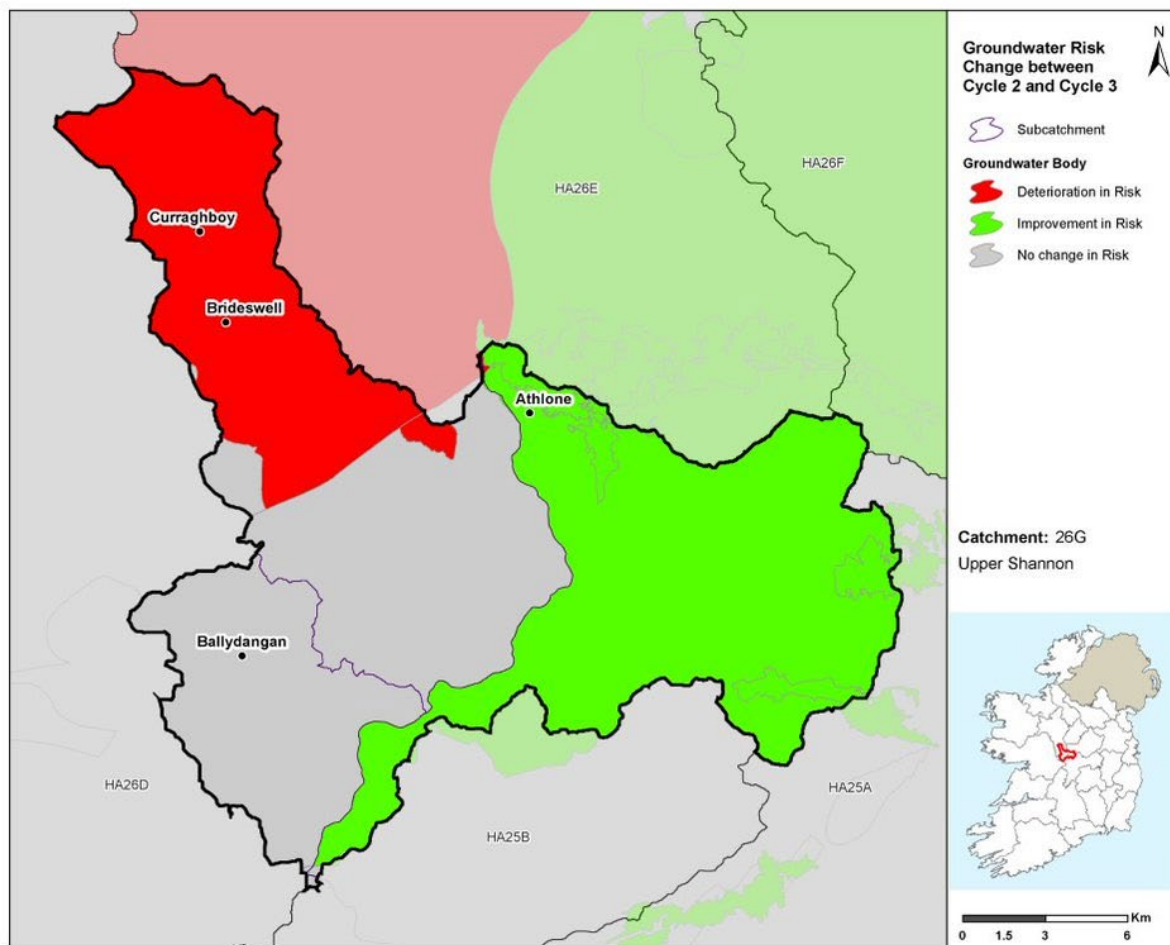 Groundwater Risk
Change between
Cycle 2 and Cycle 3
N
Subcatchment
Groundwater Body
Deterioration in Risk
Improvement in Risk
No change in Risk
HA26F
HA26E
Curraghboy
Brideswell
Athlone
Ballydangan
HA26D
HA25B
HA25A
Catchment: 26G
Upper Shannon
Km
0 1.5 3 6